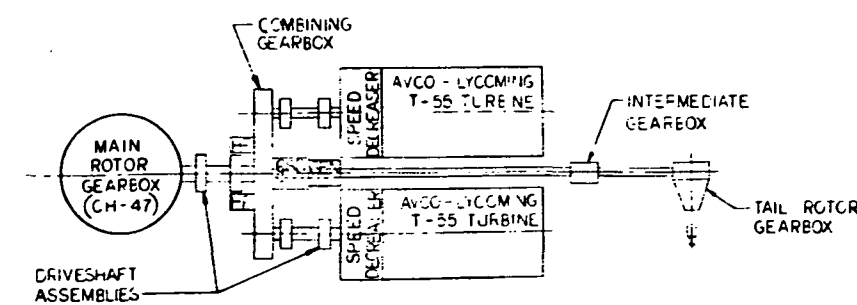 COMBINING
GEARBOX
SPEED
DECREASER
AVCO - LYCOMING
T-55 TURBINE
INTERMEDIATE
GEARBOX
MAIN
ROTOR
GEARBOX
(CH-47)
SPEED
DECREASER
AVCO-LYCOMING
T-55 TURBINE
TAIL ROTOR
GEARBOX
DRIVESHAFT
ASSEMBLIES